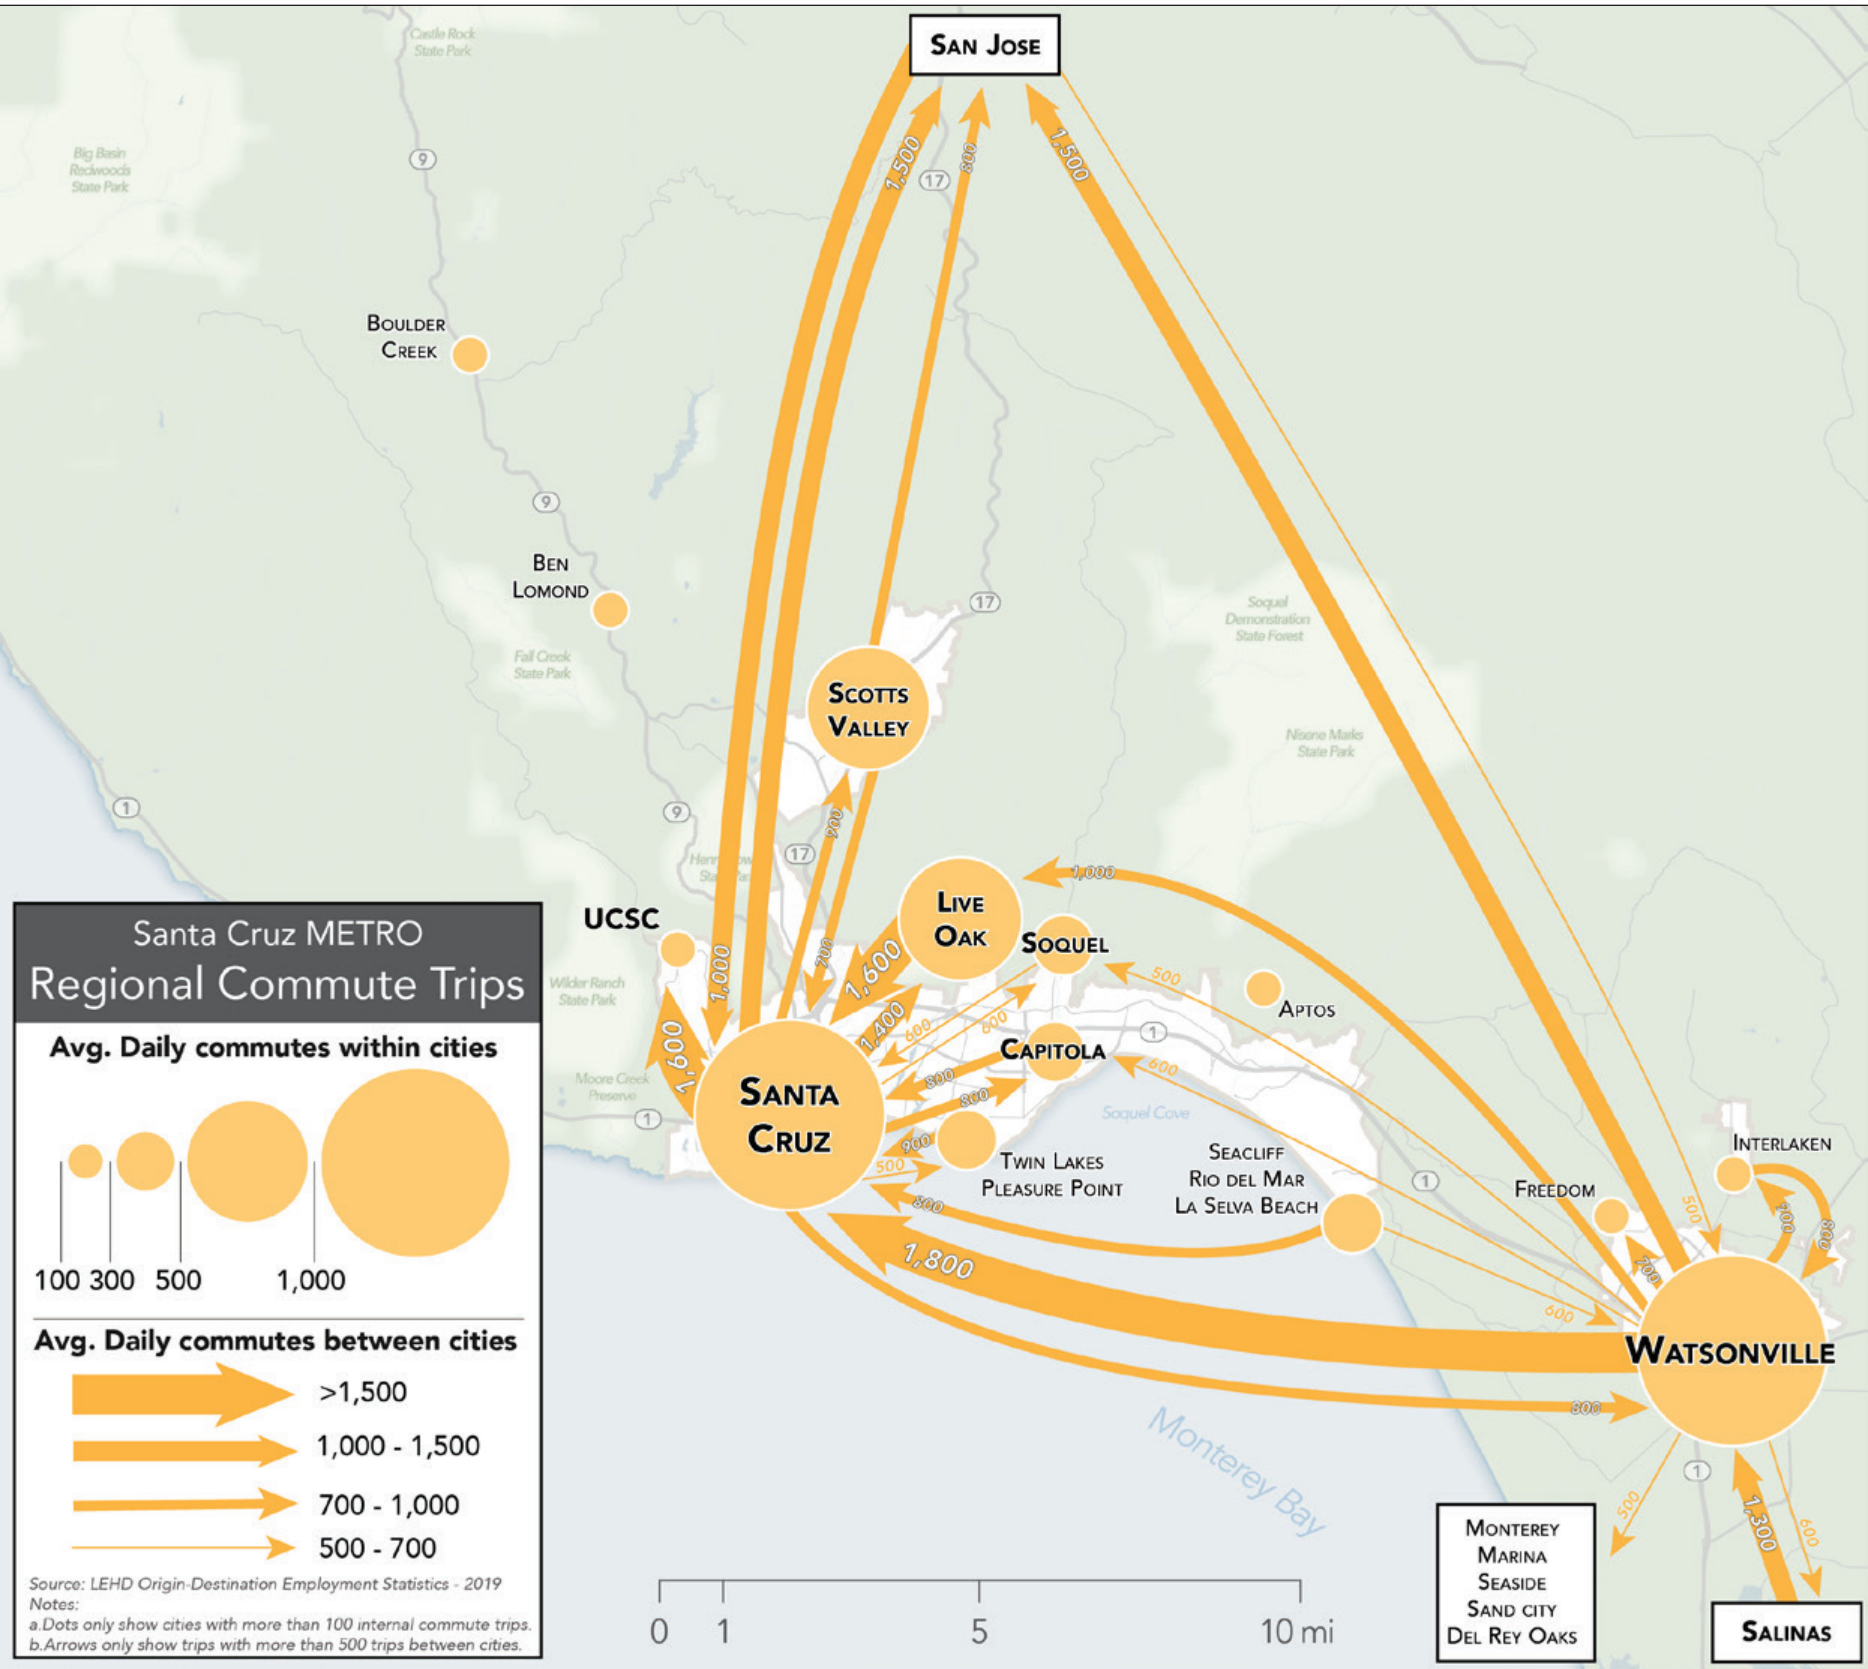 SAN JOSE
Castle Rock
State Park
1,500
800
1,500
17
9
Big Basin
Redwoods
State Park
BOULDER
CREEK
9
BEN
LOMOND
17
Soquel
Demonstration
State Forest
Fall Creek
State Park
SCOTTS
VALLEY
Nisene Marks
State Park
1
9
900
17
LIVE
OAK
1,000
UCSC
SOQUEL
1,000
700
1,600
500
Wilder Ranch
State Park
APTOS
1,400
600
600
1
1,600
CAPITOLA
600
Moore Creek
Preserve
800
800
1
SANTA
CRUZ
Soquel Cove
900
500
TWIN LAKES
PLEASURE POINT
SEACLIFF
RIO DEL MAR
LA SELVA BEACH
1
INTERLAKEN
FREEDOM
800
500
700
800
700
1,800
600
WATSONVILLE
800
Monterey Bay
1
500
1,300
600
MONTEREY
MARINA
SEASIDE
SAND CITY
DEL REY OAKS
SALINAS
Santa Cruz METRO
Regional Commute Trips
Avg. Daily commutes within cities
100 300 500 1,000
Avg. Daily commutes between cities
>1,500
1,000 - 1,500
700 - 1,000
500 - 700
Source: LEHD Origin-Destination Employment Statistics - 2019
Notes:
a.Dots only show cities with more than 100 internal commute trips.
b.Arrows only show trips with more than 500 trips between cities.
0 1 5 10 mi